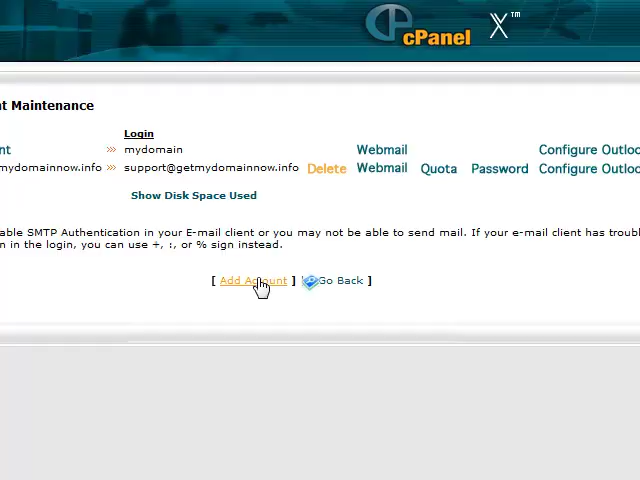 cPanel X™
nt Maintenance
Login
nt » mydomain Webmail Configure Outloo
mydomainnow.info » support@getmydomainnow.info Delete Webmail Quota Password Configure Outloo
Show Disk Space Used
able SMTP Authentication in your E-mail client or you may not be able to send mail. If your e-mail client has troubl
n in the login, you can use +, :, or % sign instead.
[ Add Account ] [ Go Back ]